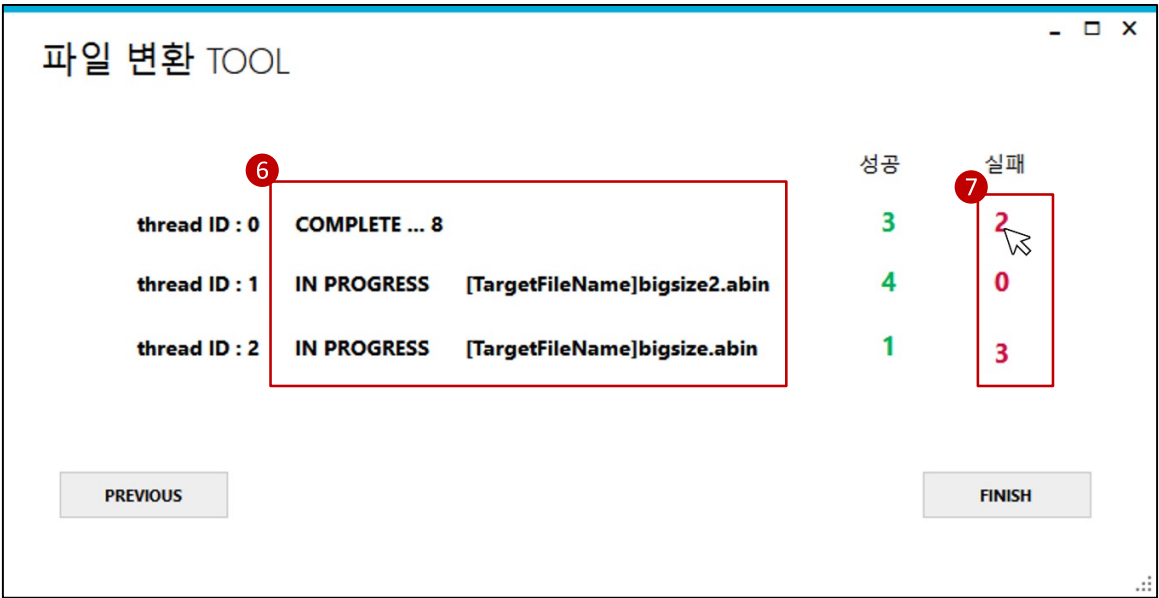 파일 변환 TOOL
성공 실패
6
7
thread ID : 0 COMPLETE ... 8 3 2
thread ID : 1 IN PROGRESS [TargetFileName]bigsize2.abin 4 0
thread ID : 2 IN PROGRESS [TargetFileName]bigsize.abin 1 3
PREVIOUS FINISH